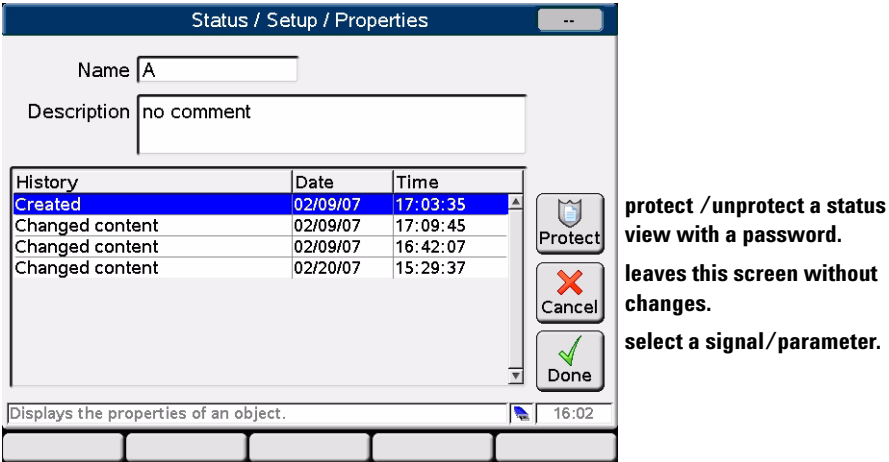 Status / Setup / Properties --
Name A
Description no comment
History Date Time
Created 02/09/07 17:03:35
Changed content 02/09/07 17:09:45
Changed content 02/09/07 16:42:07
Changed content 02/20/07 15:29:37
Protect
Cancel
Done
Displays the properties of an object. 16:02
protect /unprotect a status
view with a password.
leaves this screen without
changes.
select a signal/parameter.